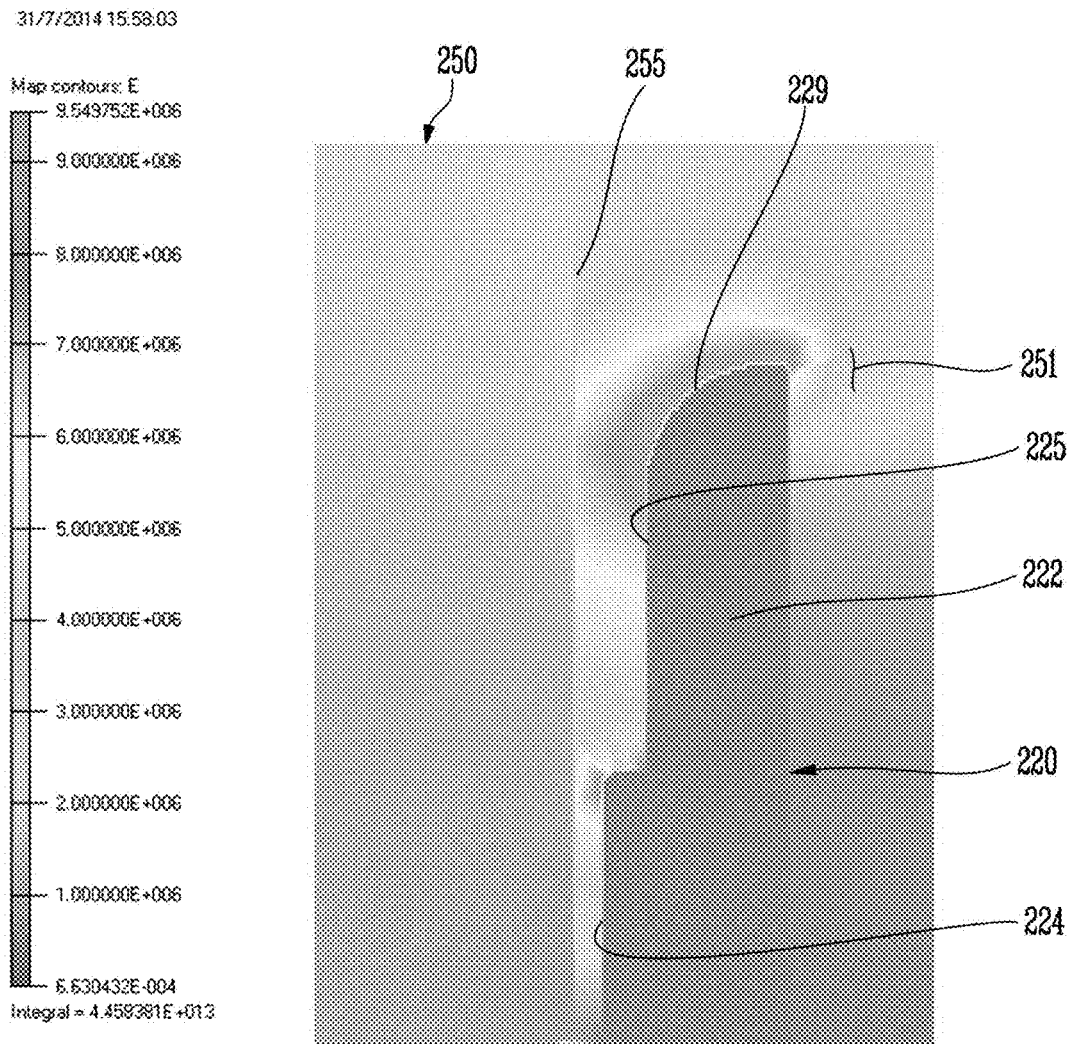 31/7/2014 15:58:03
Map contours: E
9.549752E+006
9.000000E+006
8.000000E+006
7.000000E+006
6.000000E+006
5.000000E+006
4.000000E+006
3.000000E+006
2.000000E+006
1.000000E+006
6.630432E-004
Integral = 4.458381E+013
250
255
229
251
225
222
220
224